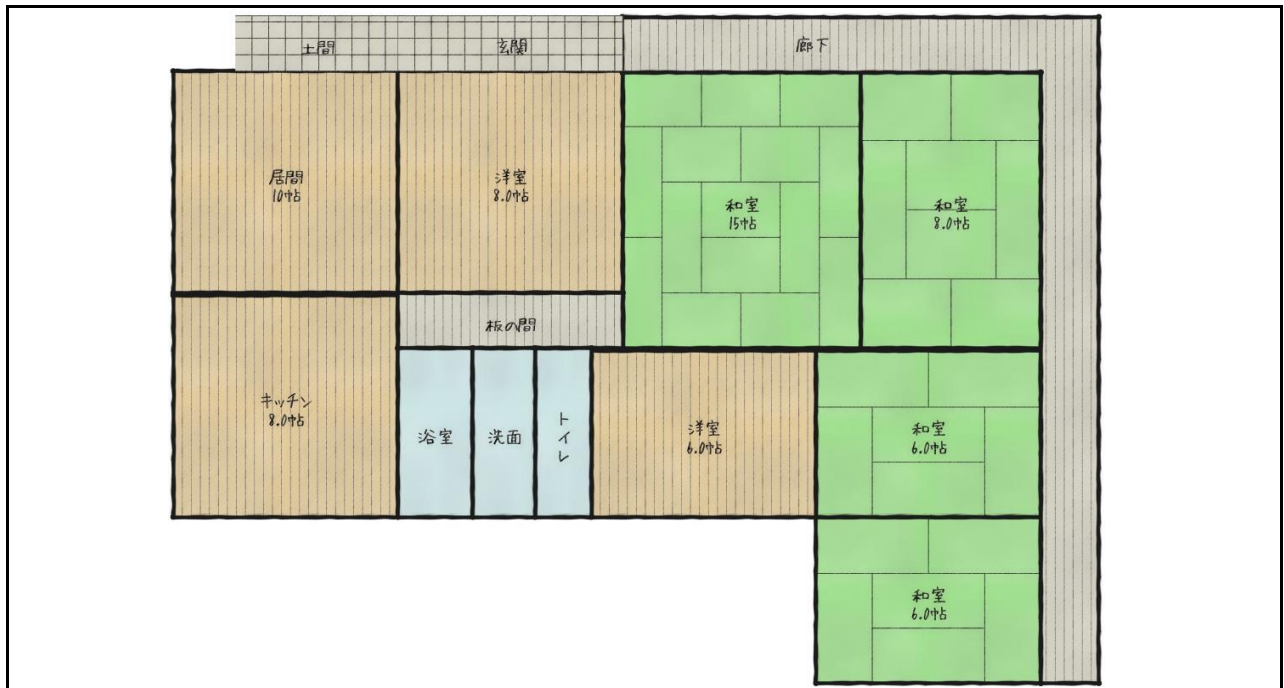 土間
玄関
廊下
居間
10帖
洋室
8.0帖
和室
15帖
和室
8.0帖
板の間
キッチン
8.0帖
浴室
洗面
トイレ
洋室
6.0帖
和室
6.0帖
和室
6.0帖